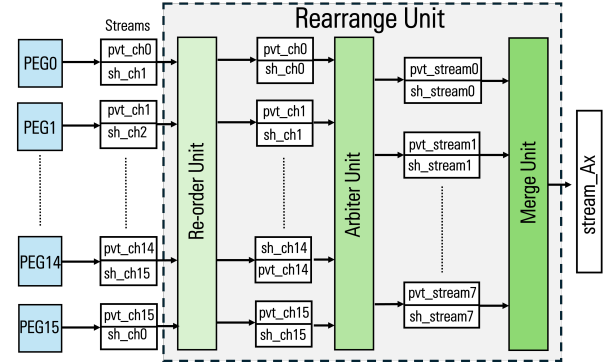 Rearrange Unit
Streams
PEG0
pvt_ch0
sh_ch1
PEG1
pvt_ch1
sh_ch2
PEG14
pvt_ch14
sh_ch15
PEG15
pvt_ch15
sh_ch0
Re-order Unit
pvt_ch0
sh_ch0
pvt_ch1
sh_ch1
sh_ch14
pvt_ch14
pvt_ch15
sh_ch15
Arbiter Unit
pvt_stream0
sh_stream0
pvt_stream1
sh_stream1
pvt_stream7
sh_stream7
Merge Unit
stream_Ax